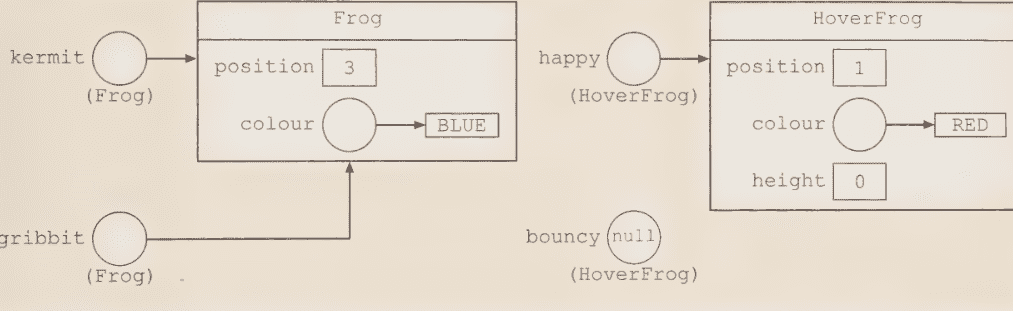 Frog
kermit
(Frog)
position 3
colour BLUE
gribbit
(Frog)
HoverFrog
happy
(HoverFrog)
position 1
colour RED
height 0
bouncy null
(HoverFrog)